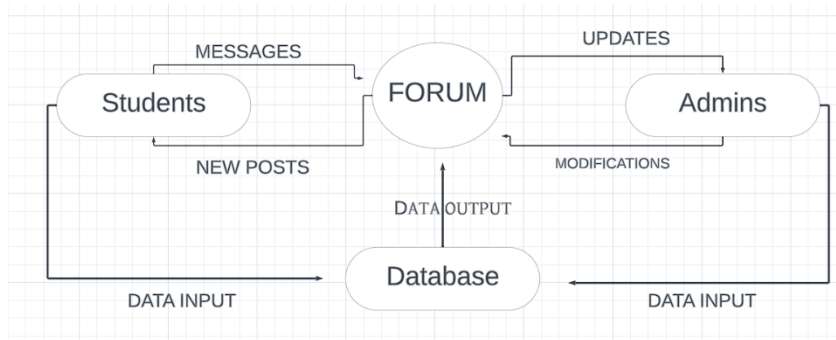 MESSAGES
UPDATES
Students
FORUM
Admins
NEW POSTS
MODIFICATIONS
DATA OUTPUT
Database
DATA INPUT
DATA INPUT